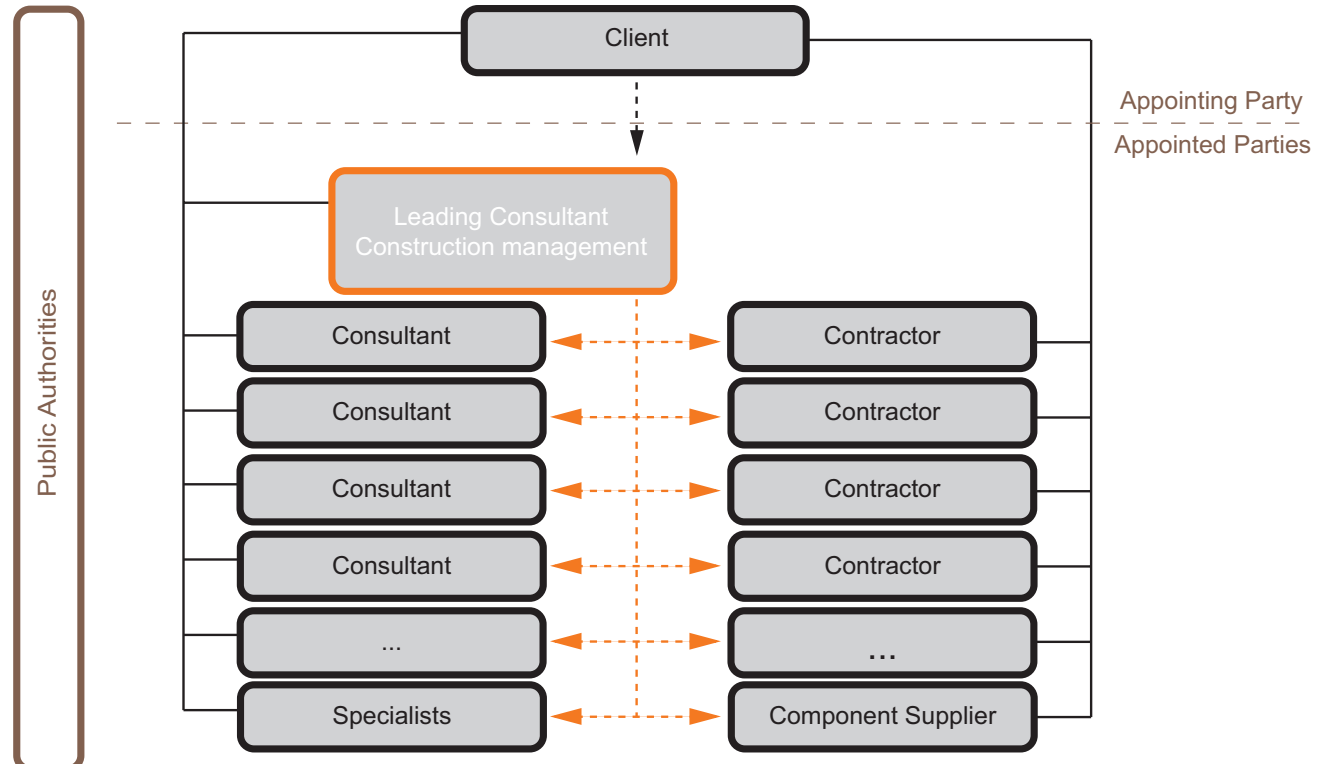 Client
Appointing Party
Appointed Parties
Leading Consultant
Construction management
Public Authorities
Consultant
Contractor
Consultant
Contractor
Consultant
Contractor
Consultant
Contractor
...
...
Specialists
Component Supplier